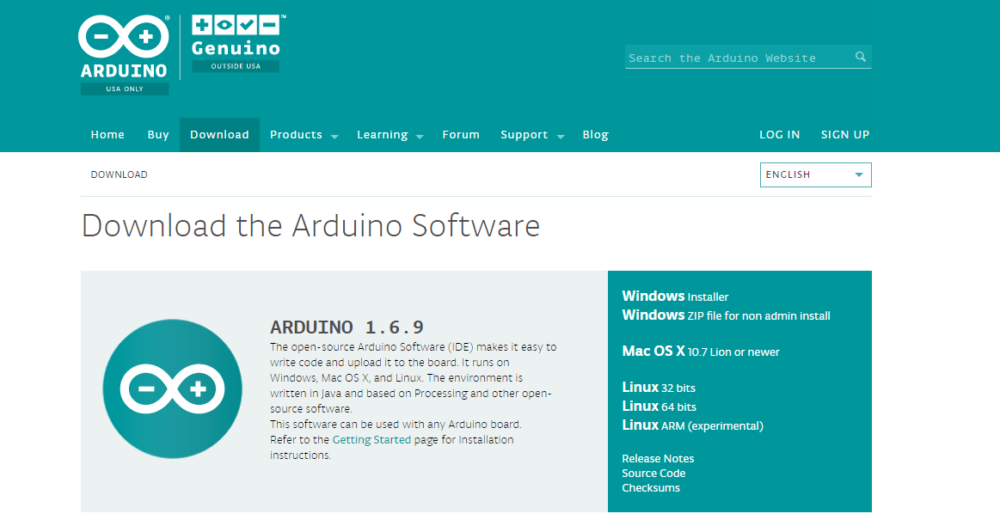 ARDUINO
USA ONLY
Genuino
OUTSIDE USA
Search the Arduino Website
Home Buy Download Products Learning Forum Support Blog LOG IN SIGN UP
DOWNLOAD
ENGLISH
Download the Arduino Software
ARDUINO 1.6.9
The open-source Arduino Software (IDE) makes it easy to
write code and upload it to the board. It runs on
Windows, Mac OS X, and Linux. The environment is
written in Java and based on Processing and other open-
source software.
This software can be used with any Arduino board.
Refer to the Getting Started page for Installation
instructions.
Windows Installer
Windows ZIP file for non admin install
Mac OS X 10.7 Lion or newer
Linux 32 bits
Linux 64 bits
Linux ARM (experimental)
Release Notes
Source Code
Checksums